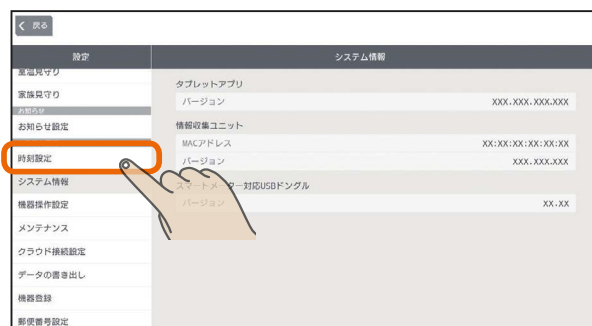 戻る
設定
システム情報
室温見守り
家族見守り
お知らせ
お知らせ設定
時刻設定
システム情報
機器操作設定
メンテナンス
クラウド接続設定
データの書き出し
機器登録
郵便番号設定
タブレットアプリ
バージョン XXX.XXX.XXX.XXX
情報収集ユニット
MACアドレス XX:XX:XX:XX:XX:XX
バージョン XXX.XXX.XXX
スマートメーター対応USBドングル
バージョン XX.XX